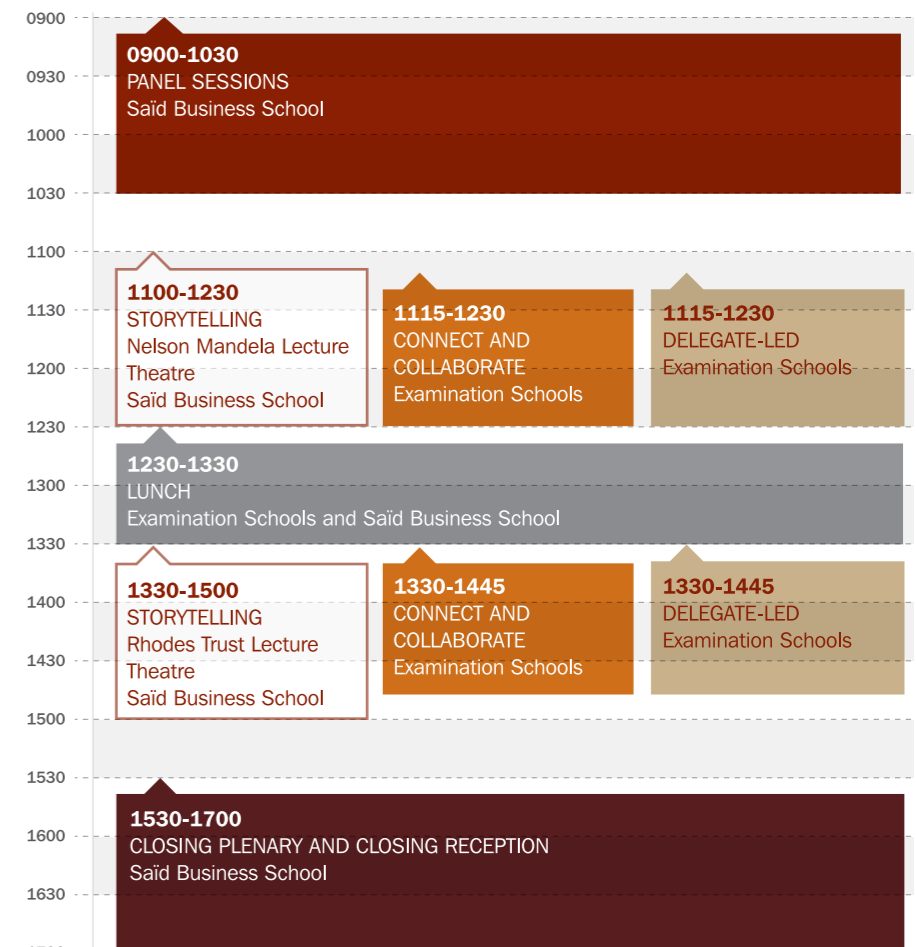 0900
0900-1030
PANEL SESSIONS
Saïd Business School
0930
1000
1030
1100
1100-1230
STORYTELLING
Nelson Mandela Lecture
Theatre
Saïd Business School
1115-1230
CONNECT AND
COLLABORATE
Examination Schools
1115-1230
DELEGATE-LED
Examination Schools
1130
1200
1230
1230-1330
LUNCH
Examination Schools and Saïd Business School
1300
1330
1330-1500
STORYTELLING
Rhodes Trust Lecture
Theatre
Saïd Business School
1330-1445
CONNECT AND
COLLABORATE
Examination Schools
1330-1445
DELEGATE-LED
Examination Schools
1400
1430
1500
1530
1530-1700
CLOSING PLENARY AND CLOSING RECEPTION
Saïd Business School
1600
1630